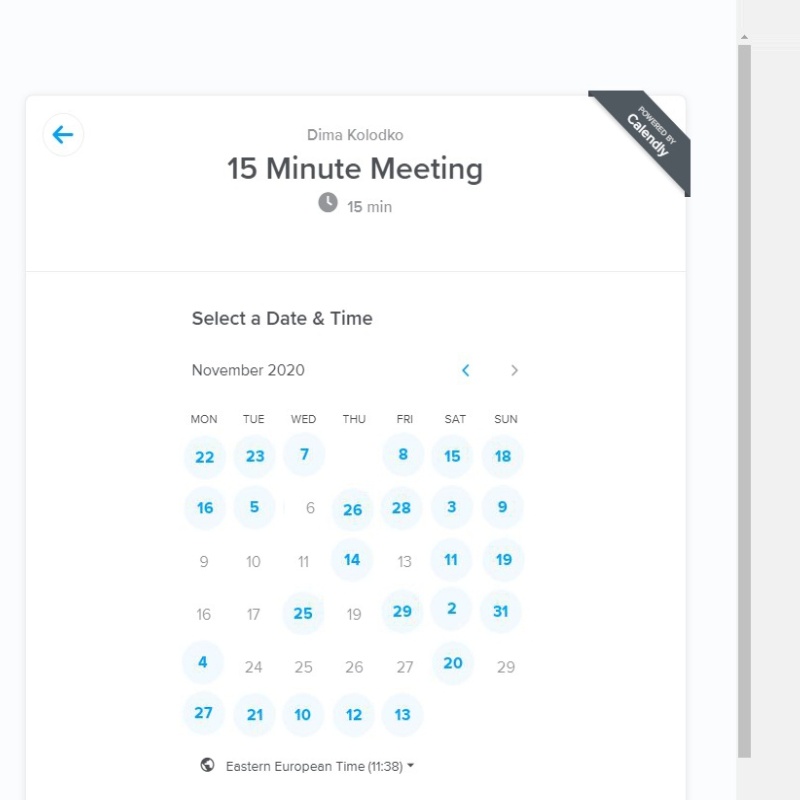 POWERED BY
Calendly
Dima Kolodko
15 Minute Meeting
15 min
Select a Date & Time
November 2020
MON TUE WED THU FRI SAT SUN
22 23 7 8 15 18
16 5 6 26 28 3 9
9 10 11 14 13 11 19
16 17 25 19 29 2 31
4 24 25 26 27 20 29
27 21 10 12 13
Eastern European Time (11:38)